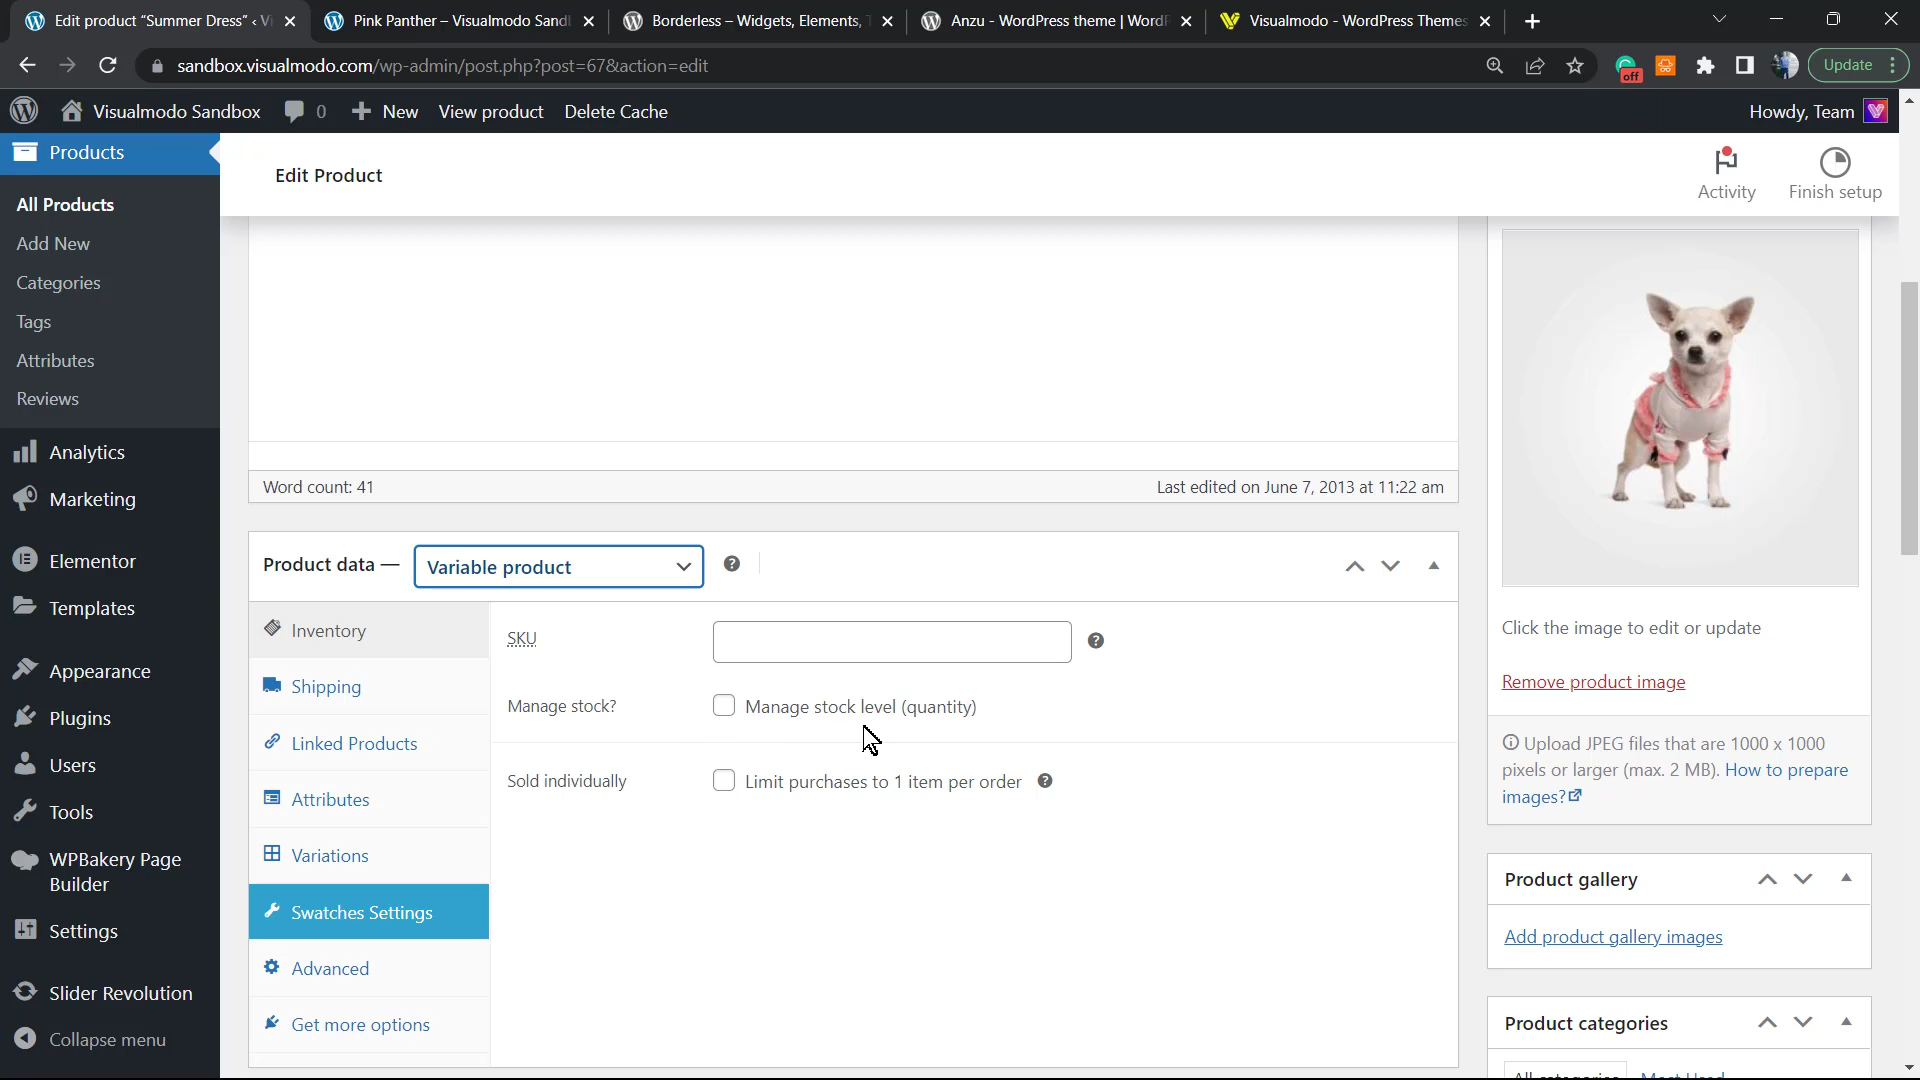 Edit product “Summer Dress” ‹ Vi
Pink Panther – Visualmodo Sand
Borderless – Widgets, Elements,
Anzu - WordPress theme | WordP
Visualmodo - WordPress Themes
sandbox.visualmodo.com/wp-admin/post.php?post=67&action=edit
off
Update
Visualmodo Sandbox
0
New
View product
Delete Cache
Howdy, Team
Products
All Products
Add New
Categories
Tags
Attributes
Reviews
Analytics
Marketing
Elementor
Templates
Appearance
Plugins
Users
Tools
WPBakery Page
Builder
Settings
Slider Revolution
Collapse menu
Edit Product
Activity
Finish setup
Word count: 41
Last edited on June 7, 2013 at 11:22 am
Product data —
Variable product
Inventory
Shipping
Linked Products
Attributes
Variations
Swatches Settings
Advanced
Get more options
SKU
Manage stock?
Manage stock level (quantity)
Sold individually
Limit purchases to 1 item per order
Click the image to edit or update
Remove product image
Upload JPEG files that are 1000 x 1000
pixels or larger (max. 2 MB). How to prepare
images?
Product gallery
Add product gallery images
Product categories
All categories
Most Used